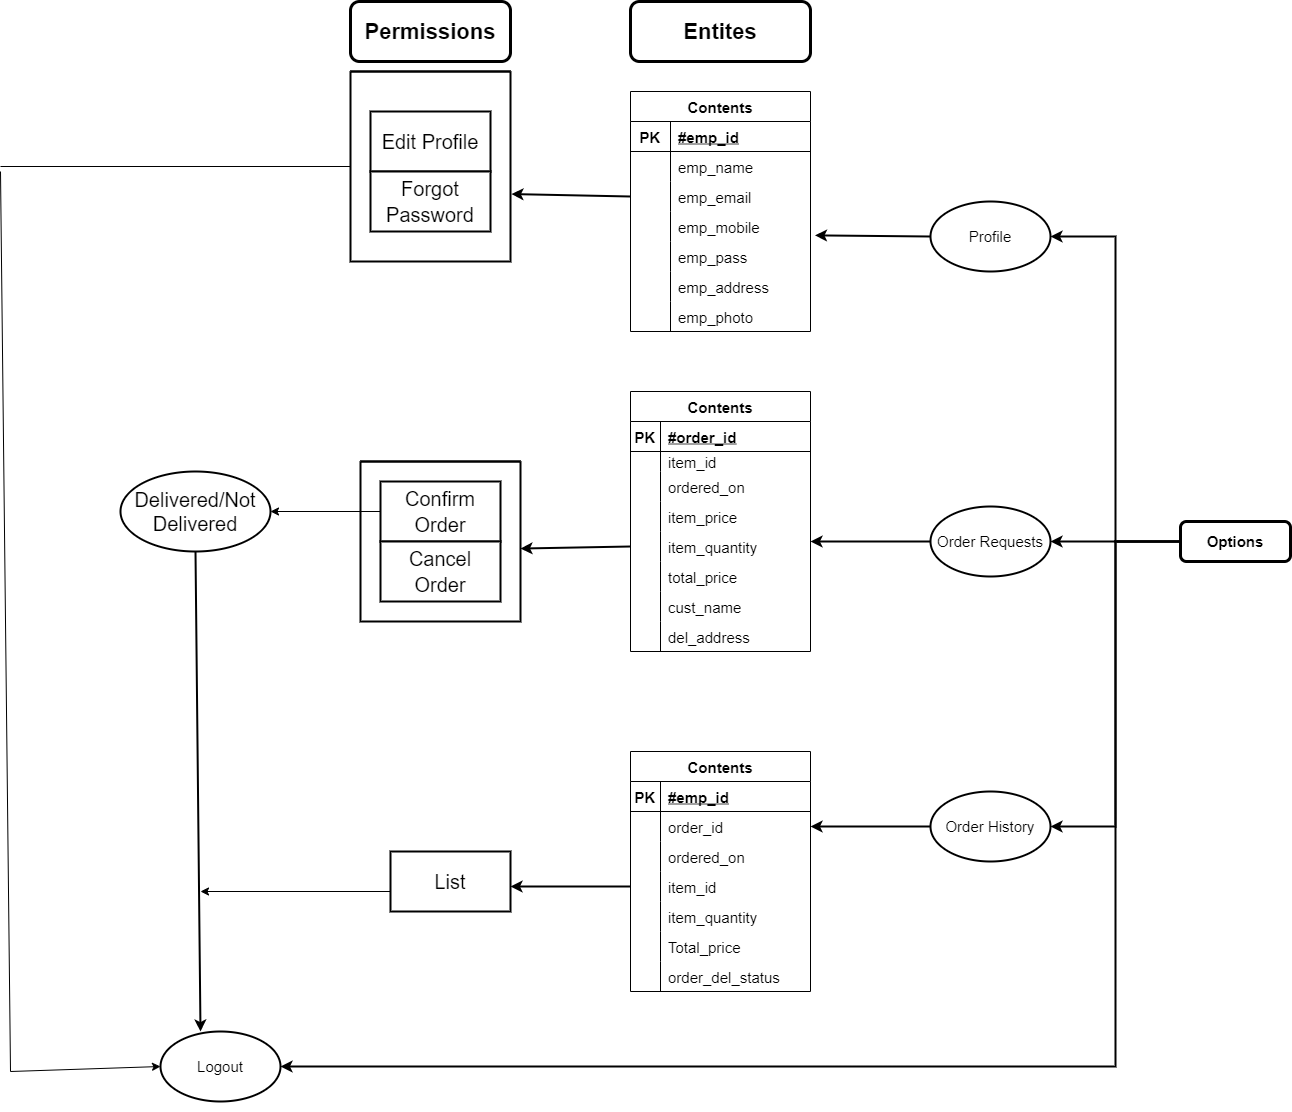 Permissions
Entites
Edit Profile
Forgot
Password
Contents
PK #emp_id
emp_name
emp_email
emp_mobile
emp_pass
emp_address
emp_photo
Profile
Delivered/Not
Delivered
Confirm
Order
Cancel
Order
Contents
PK #order_id
item_id
ordered_on
item_price
item_quantity
total_price
cust_name
del_address
Order Requests
Options
List
Contents
PK #emp_id
order_id
ordered_on
item_id
item_quantity
Total_price
order_del_status
Order History
Logout